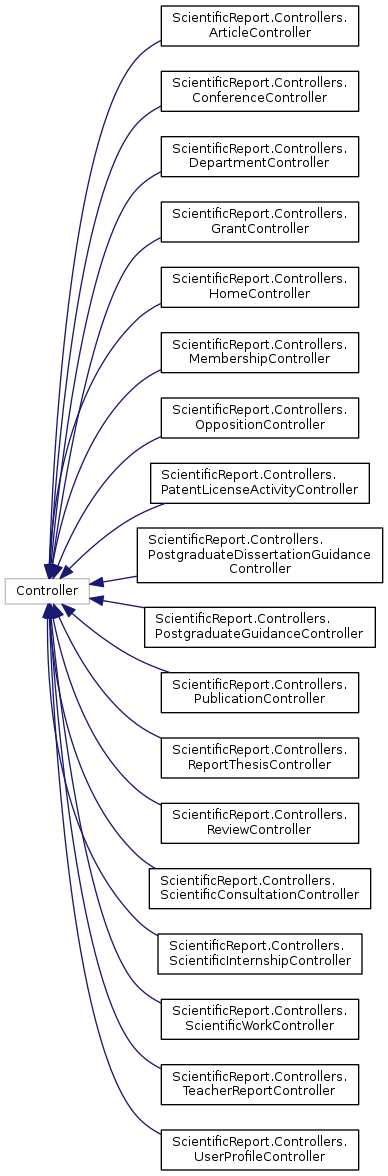 ScientificReport.Controllers.
ArticleController
ScientificReport.Controllers.
ConferenceController
ScientificReport.Controllers.
DepartmentController
ScientificReport.Controllers.
GrantController
ScientificReport.Controllers.
HomeController
ScientificReport.Controllers.
MembershipController
ScientificReport.Controllers.
OppositionController
ScientificReport.Controllers.
PatentLicenseActivityController
ScientificReport.Controllers.
PostgraduateDissertationGuidance
Controller
Controller
ScientificReport.Controllers.
PostgraduateGuidanceController
ScientificReport.Controllers.
PublicationController
ScientificReport.Controllers.
ReportThesisController
ScientificReport.Controllers.
ReviewController
ScientificReport.Controllers.
ScientificConsultationController
ScientificReport.Controllers.
ScientificInternshipController
ScientificReport.Controllers.
ScientificWorkController
ScientificReport.Controllers.
TeacherReportController
ScientificReport.Controllers.
UserProfileController